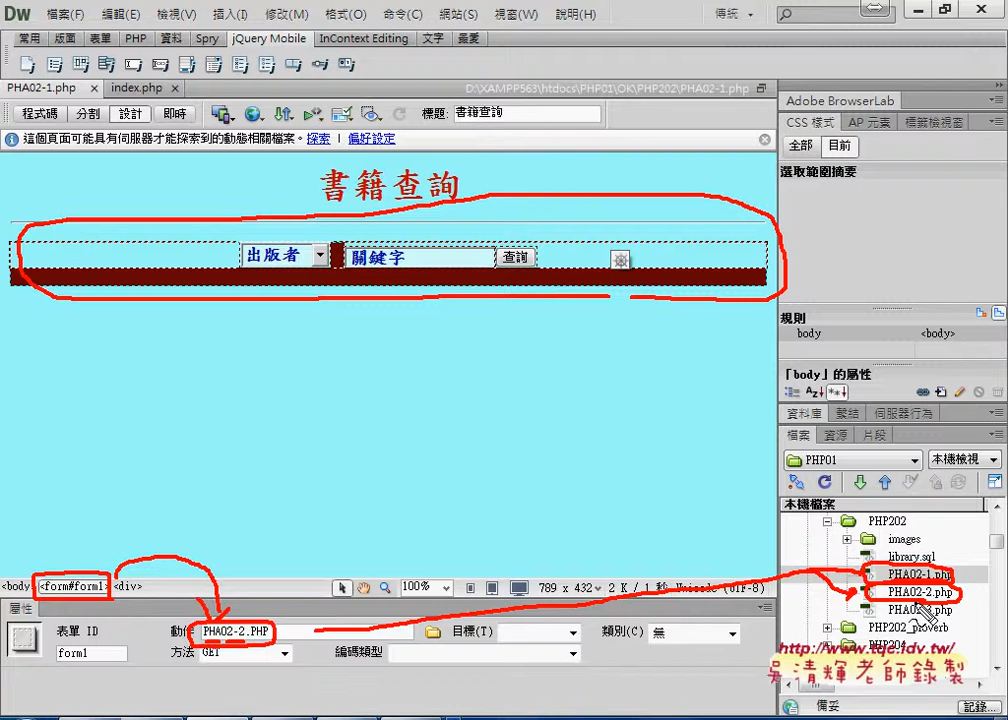 Dw 檔案(F) 編輯(E) 檢視(V) 插入(I) 修改(M) 格式(O) 命令(C) 網站(S) 視窗(W) 說明(H) 傳統
常用 版面 表單 PHP 資料 Spry jQuery Mobile InContext Editing 文字 最愛
PHA02-1.php index.php D:\XAMPP563\htdocs\PHP01\OK\PHP202\PHA02-1.php
程式碼 分割 設計 即時 標題: 書籍查詢
這個頁面可能具有伺服器才能探索到的動態相關檔案。 探索 | 偏好設定
書籍查詢
出版者 關鍵字 查詢
<body> <form#form1> <div> 100% 789 x 432 2 K / 1 秒 Unicode (UTF-8)
屬性
表單 ID 動作 PHA02-2.PHP 目標(T) 類別(C) 無
form1 方法 GET 編碼類型
Adobe BrowserLab
CSS 樣式 AP 元素 標籤檢視窗
全部 目前
選取範圍摘要
規則
body <body>
「body」的屬性
資料庫 繫結 伺服器行為
檔案 資源 片段
PHP01 本機檢視
本機檔案
PHP202
images
library.sql
PHA02-1.php
PHA02-2.php
PHP202_proverb
PHP204
http://www.tqc.idv.tw/
吳清輝老師錄製
備妥 記錄...